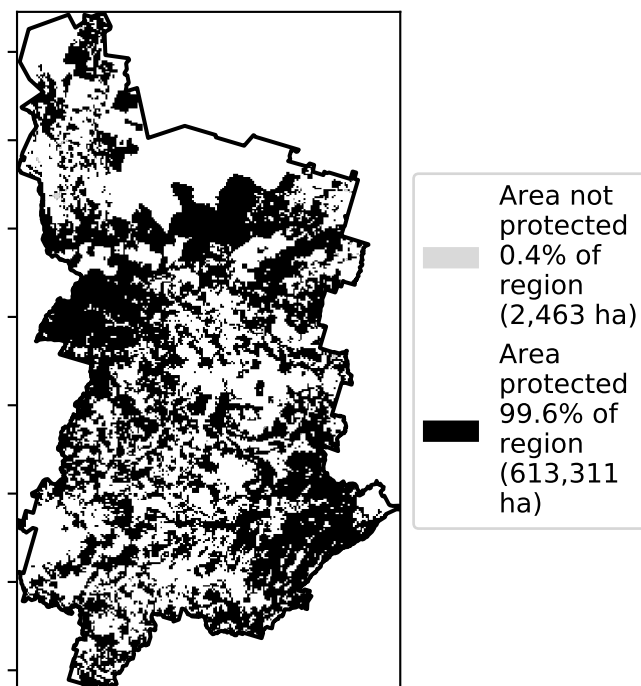 Area not
protected
0.4% of
region
(2,463 ha)
Area
protected
99.6% of
region
(613,311
ha)